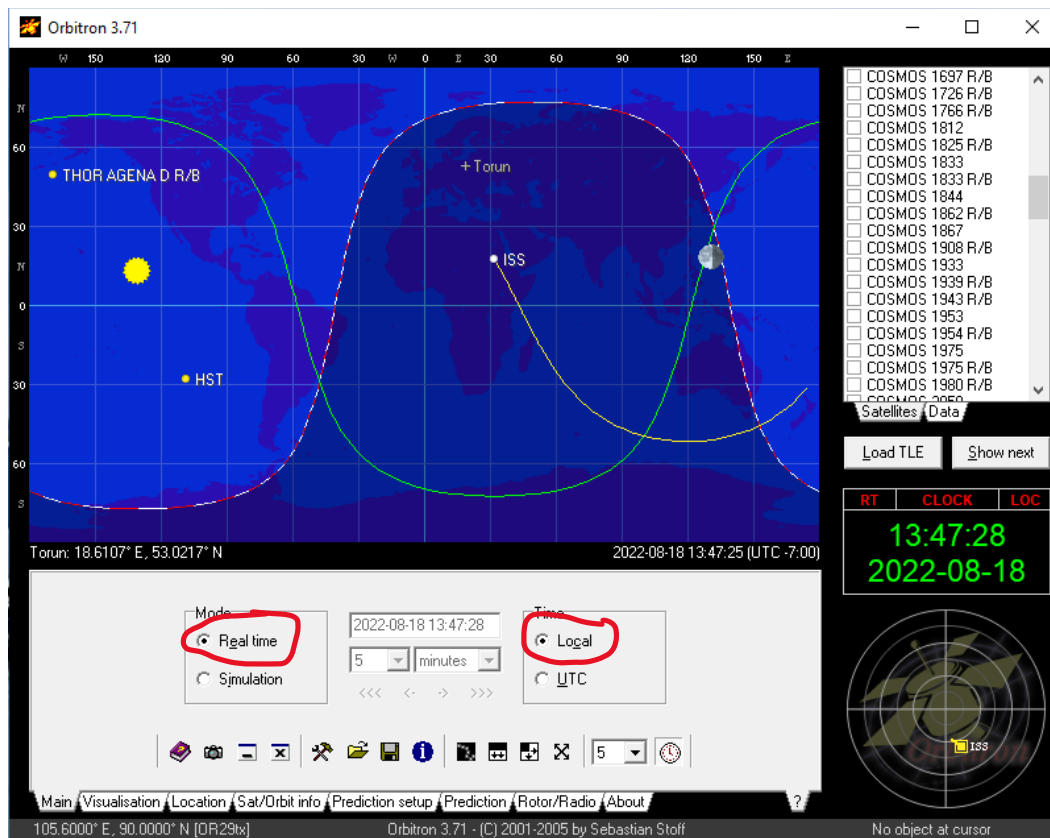 Orbitron 3.71
W 150 120 90 60 30 W 0 E 30 60 90 120 150 E
N
60
30
N
0
S
30
60
S
THOR AGENA D R/B
+Torun
ISS
HST
Torun: 18.6107° E, 53.0217° N
2022-08-18 13:47:25 (UTC -7:00)
COSMOS 1697 R/B
COSMOS 1726 R/B
COSMOS 1766 R/B
COSMOS 1812
COSMOS 1825 R/B
COSMOS 1833
COSMOS 1833 R/B
COSMOS 1844
COSMOS 1862 R/B
COSMOS 1867
COSMOS 1908 R/B
COSMOS 1933
COSMOS 1939 R/B
COSMOS 1943 R/B
COSMOS 1953
COSMOS 1954 R/B
COSMOS 1975
COSMOS 1975 R/B
COSMOS 1980 R/B
Satellites Data
Load TLE Show next
RT CLOCK LOC
13:47:28
2022-08-18
Mode
Real time
Simulation
2022-08-18 13:47:28
5 minutes
<<< <- -> >>>
Time
Local
UTC
5
ISS
Orbitron
Main Visualisation Location Sat/Orbit info Prediction setup Prediction Rotor/Radio About ?
105.6000° E, 90.0000° N [OR29tx] Orbitron 3.71 - (C) 2001-2005 by Sebastian Stoff No object at cursor